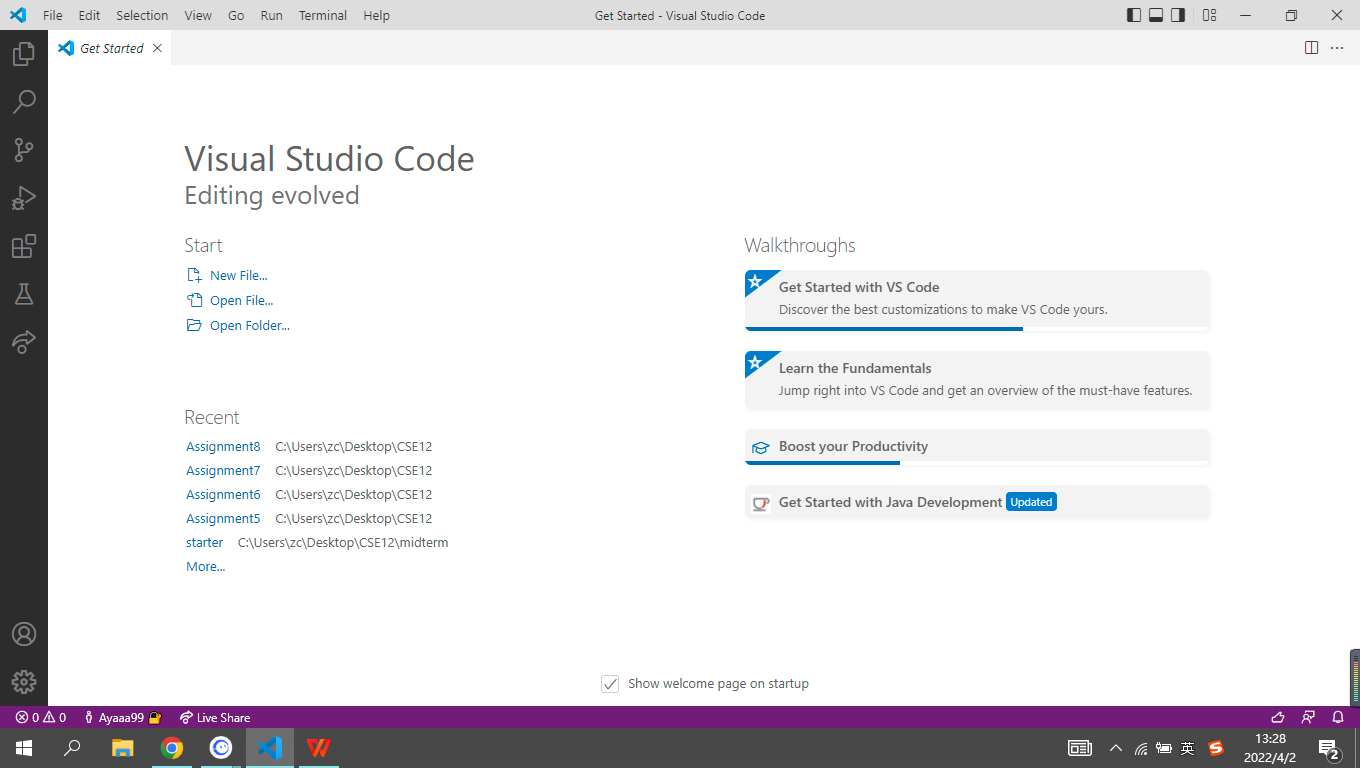 File Edit Selection View Go Run Terminal Help
Get Started - Visual Studio Code
Get Started
Visual Studio Code
Editing evolved
Start
New File...
Open File...
Open Folder...
Recent
Assignment8 C:\Users\zc\Desktop\CSE12
Assignment7 C:\Users\zc\Desktop\CSE12
Assignment6 C:\Users\zc\Desktop\CSE12
Assignment5 C:\Users\zc\Desktop\CSE12
starter C:\Users\zc\Desktop\CSE12\midterm
More...
Walkthroughs
Get Started with VS Code
Discover the best customizations to make VS Code yours.
Learn the Fundamentals
Jump right into VS Code and get an overview of the must-have features.
Boost your Productivity
Get Started with Java Development Updated
Show welcome page on startup
0 0 Ayaaa99 Live Share
英
13:28
2022/4/2
2